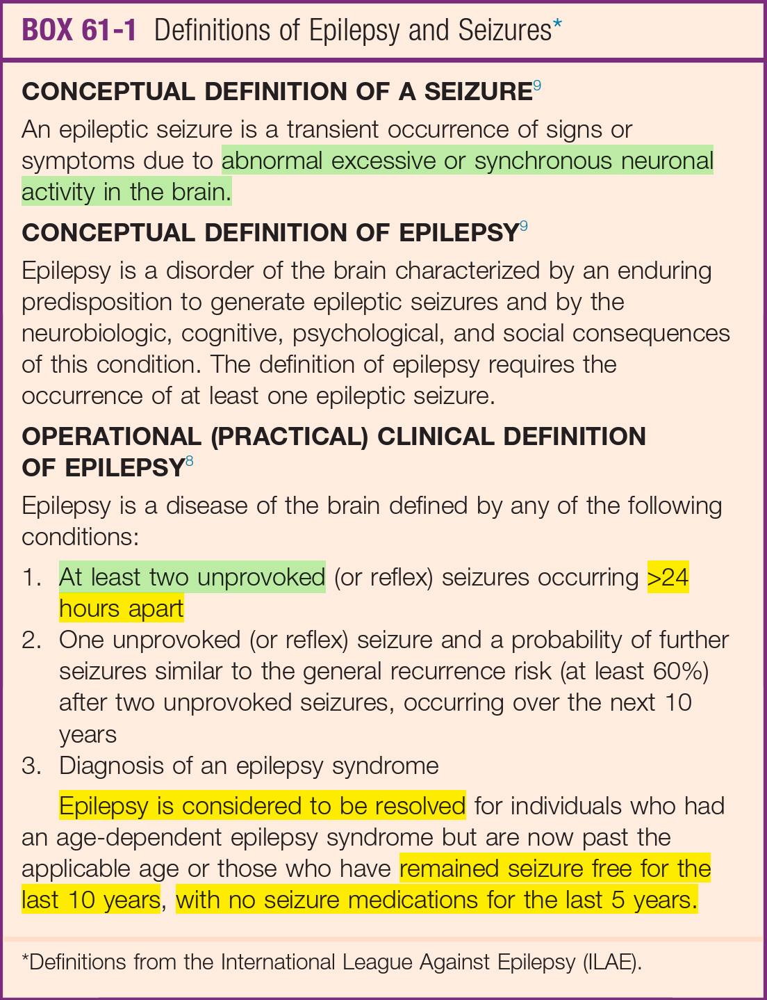 BOX 61-1 Definitions of Epilepsy and Seizures*
CONCEPTUAL DEFINITION OF A SEIZURE9
An epileptic seizure is a transient occurrence of signs or
symptoms due to abnormal excessive or synchronous neuronal
activity in the brain.
CONCEPTUAL DEFINITION OF EPILEPSY9
Epilepsy is a disorder of the brain characterized by an enduring
predisposition to generate epileptic seizures and by the
neurobiologic, cognitive, psychological, and social consequences
of this condition. The definition of epilepsy requires the
occurrence of at least one epileptic seizure.
OPERATIONAL (PRACTICAL) CLINICAL DEFINITION
OF EPILEPSY8
Epilepsy is a disease of the brain defined by any of the following
conditions:
1. At least two unprovoked (or reflex) seizures occurring >24
hours apart
2. One unprovoked (or reflex) seizure and a probability of further
seizures similar to the general recurrence risk (at least 60%)
after two unprovoked seizures, occurring over the next 10
years
3. Diagnosis of an epilepsy syndrome
Epilepsy is considered to be resolved for individuals who had
an age-dependent epilepsy syndrome but are now past the
applicable age or those who have remained seizure free for the
last 10 years, with no seizure medications for the last 5 years.
*Definitions from the International League Against Epilepsy (ILAE).